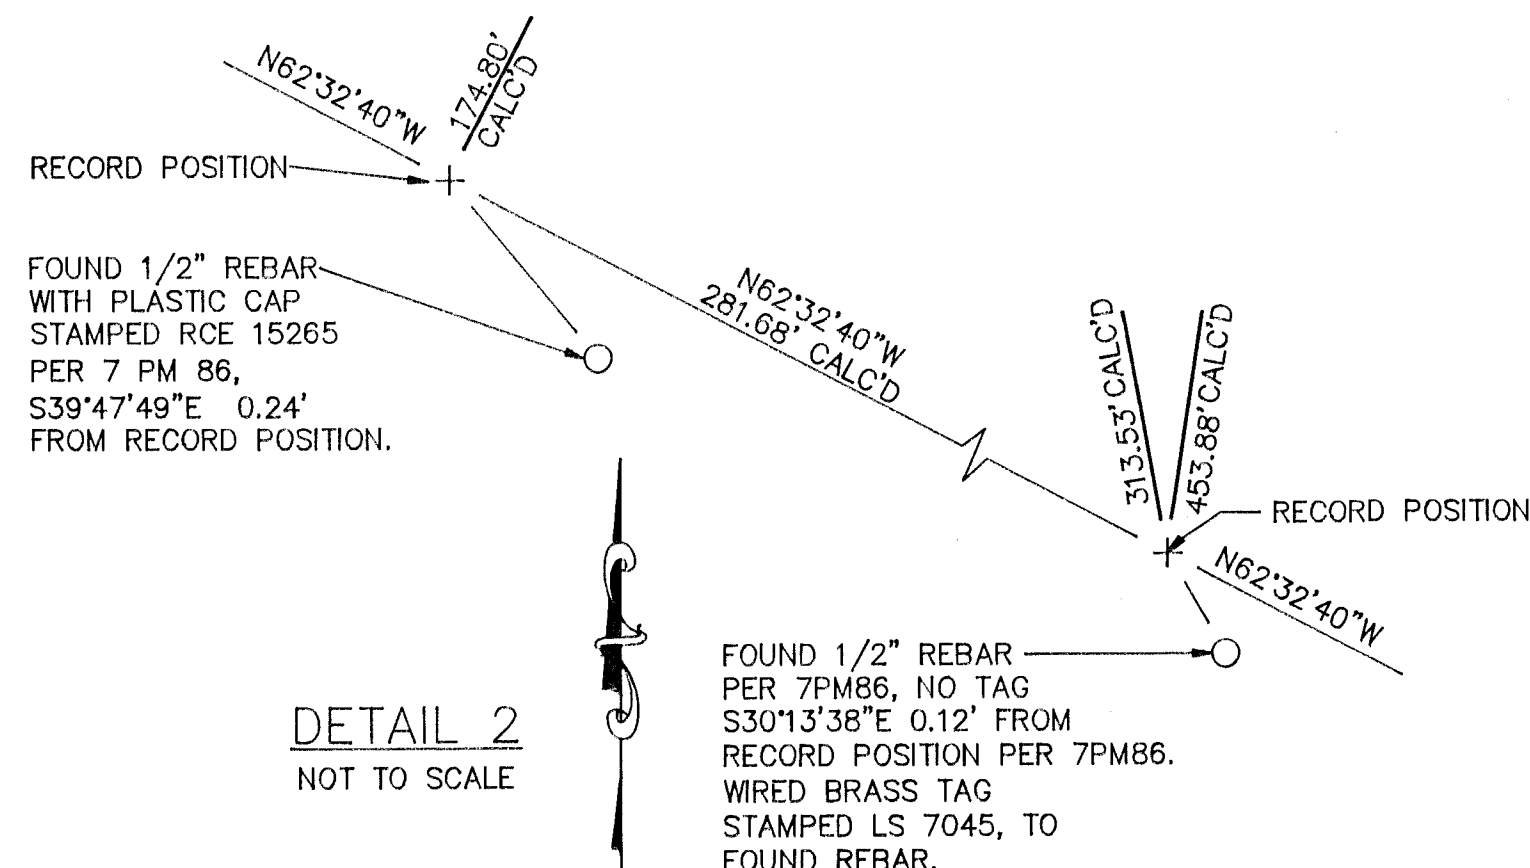 N62°32'40"W
174.80'
CALC'D
RECORD POSITION
FOUND 1/2" REBAR
WITH PLASTIC CAP
STAMPED RCE 15265
PER 7 PM 86,
S39°47'49"E 0.24'
FROM RECORD POSITION.
N62°32'40"W
281.68' CALC'D
313.53' CALC'D
453.88' CALC'D
RECORD POSITION
N62°32'40"W
FOUND 1/2" REBAR
PER 7PM86, NO TAG
S30°13'38"E 0.12' FROM
RECORD POSITION PER 7PM86.
WIRED BRASS TAG
STAMPED LS 7045, TO
FOUND REBAR.
DETAIL 2
NOT TO SCALE